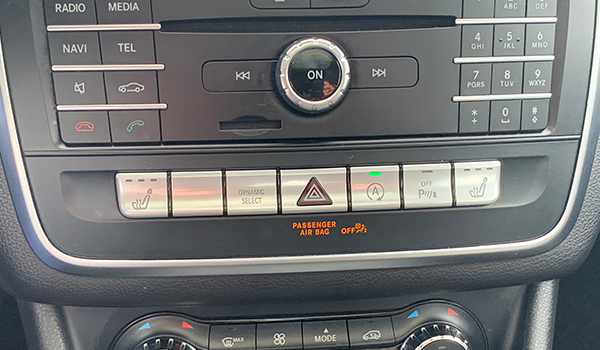 RADIO MEDIA
NAVI TEL
ON
ABC DEF
4 GHI 5 JKL 6 MNO
7 PQRS 8 TUV 9 WXYZ
* 0 #
DYNAMIC
SELECT
A
OFF
P
PASSENGER
AIR BAG OFF
2
MAX
MODE